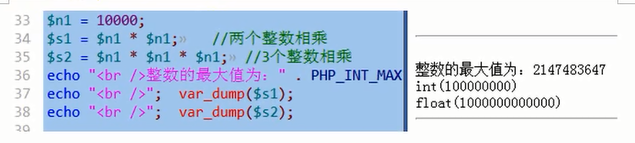 33 $n1 = 10000;
34 $s1 = $n1 * $n1;» //两个整数相乘
35 $s2 = $n1 * $n1 * $n1;» //3个整数相乘
36 echo "<br />整数的最大值为：" . PHP_INT_MAX
37 echo "<br />"; var_dump($s1);
38 echo "<br />"; var_dump($s2);
39
整数的最大值为：2147483647
int(100000000)
float(1000000000000)